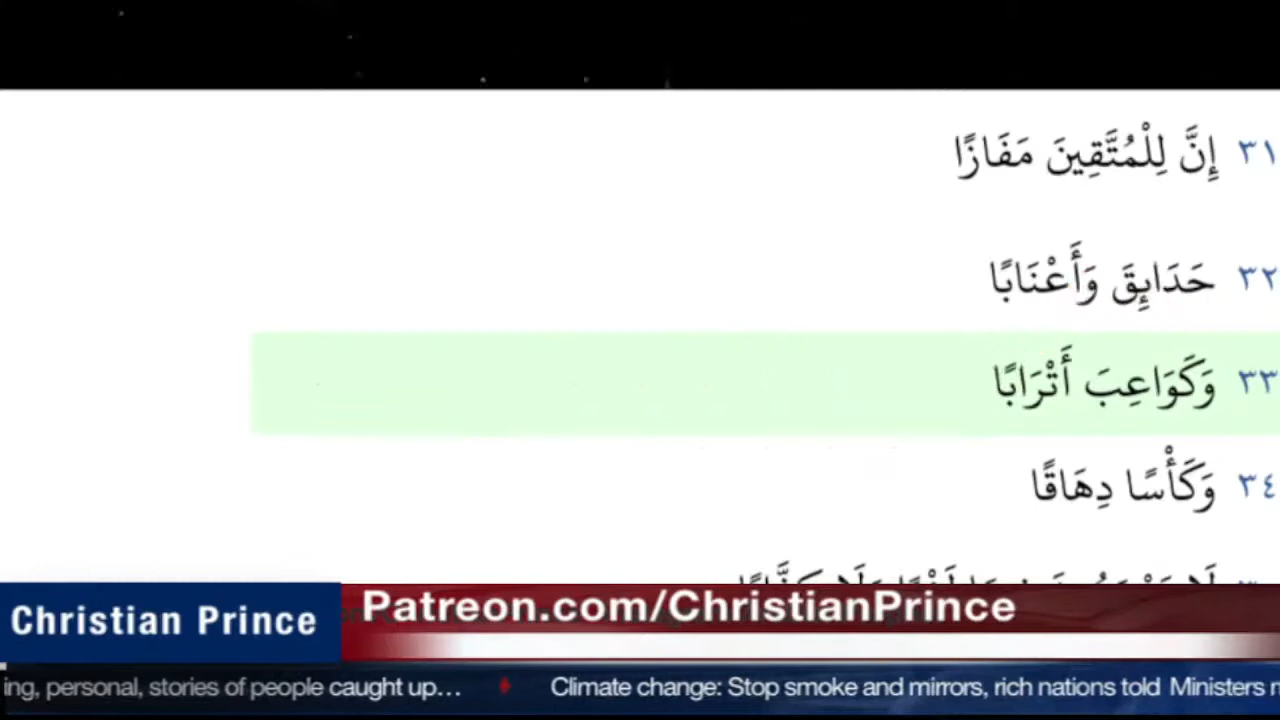 ٣١ إِنَّ لِلْمُتَّقِينَ مَفَازًا
٣٢ حَدَائِقَ وَأَعْنَابًا
٣٣ وَكَوَاعِبَ أَتْرَابًا
٣٤ وَكَأْسًا دِهَاقًا
Christian Prince
Patreon.com/ChristianPrince
ing, personal, stories of people caught up... Climate change: Stop smoke and mirrors, rich nations told Ministers